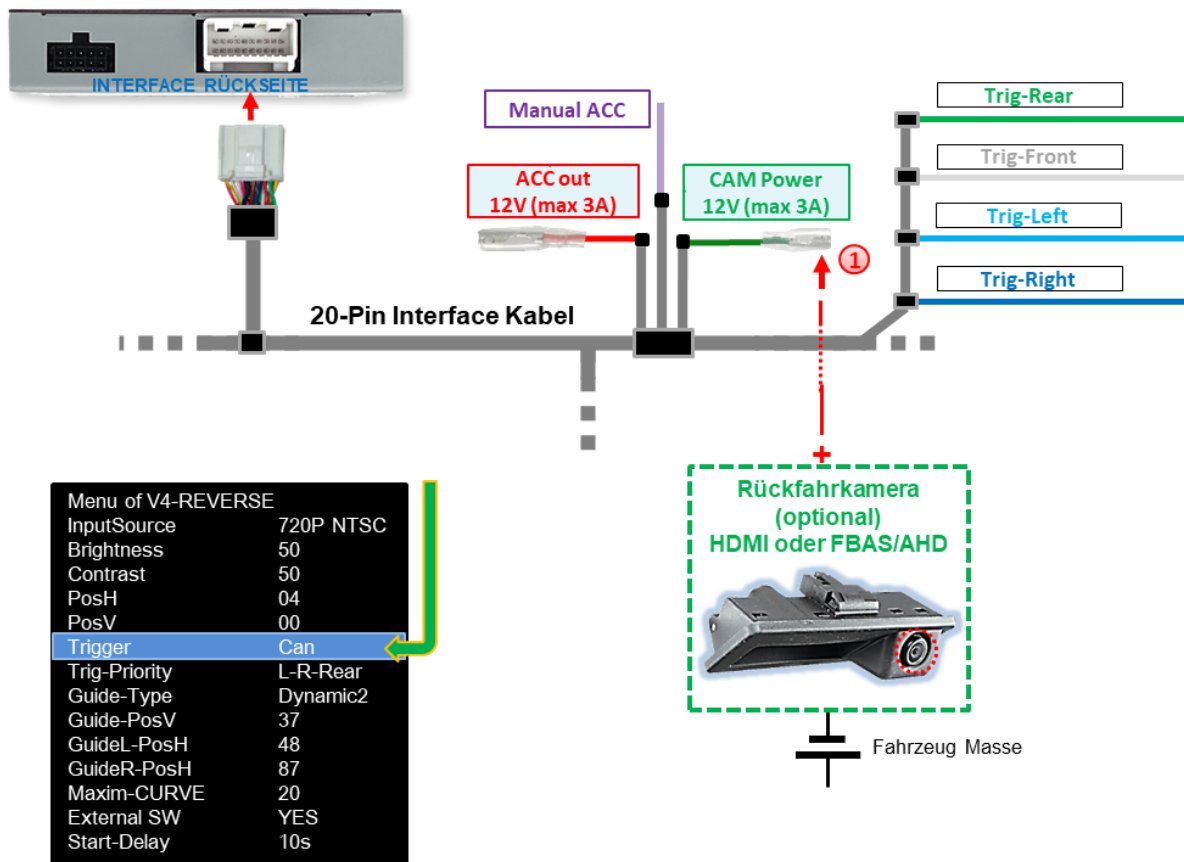 INTERFACE RÜCKSEITE
Manual ACC
ACC out
12V (max 3A)
CAM Power
12V (max 3A)
1
Trig-Rear
Trig-Front
Trig-Left
Trig-Right
20-Pin Interface Kabel
+
Rückfahrkamera
(optional)
HDMI oder FBAS/AHD
Fahrzeug Masse
Menu of V4-REVERSE
InputSource 720P NTSC
Brightness 50
Contrast 50
PosH 04
PosV 00
Trigger Can
Trig-Priority L-R-Rear
Guide-Type Dynamic2
Guide-PosV 37
GuideL-PosH 48
GuideR-PosH 87
Maxim-CURVE 20
External SW YES
Start-Delay 10s